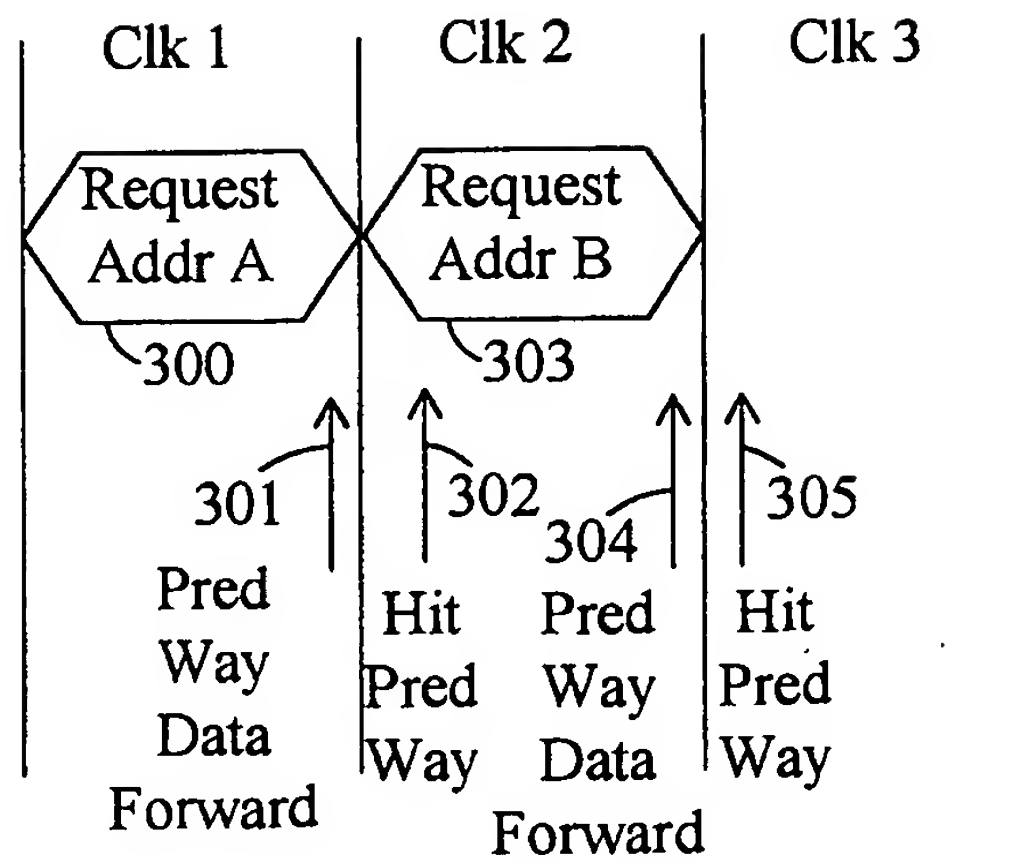 Clk 1
Clk 2
Clk 3
Request
Addr A
Request
Addr B
300
303
301
302
304
305
Pred
Way
Data
Forward
Hit
Pred
Way
Pred
Way
Data
Forward
Hit
Pred
Way